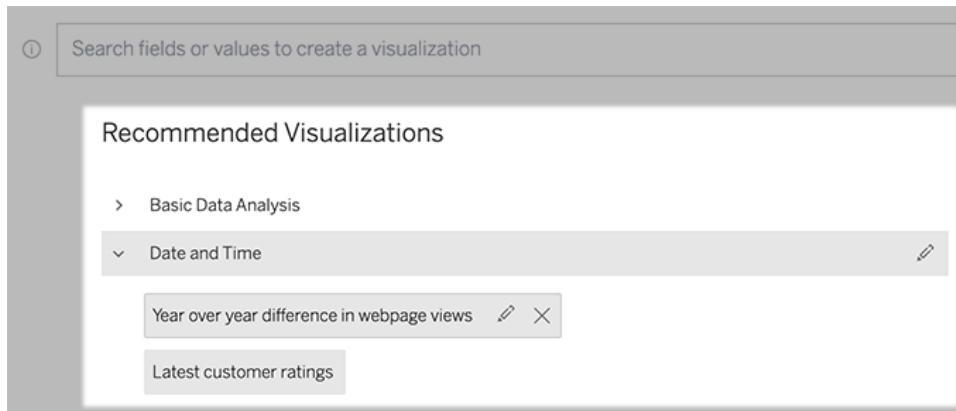 Search fields or values to create a visualization
Recommended Visualizations
Basic Data Analysis
Date and Time
Year over year difference in webpage views
Latest customer ratings